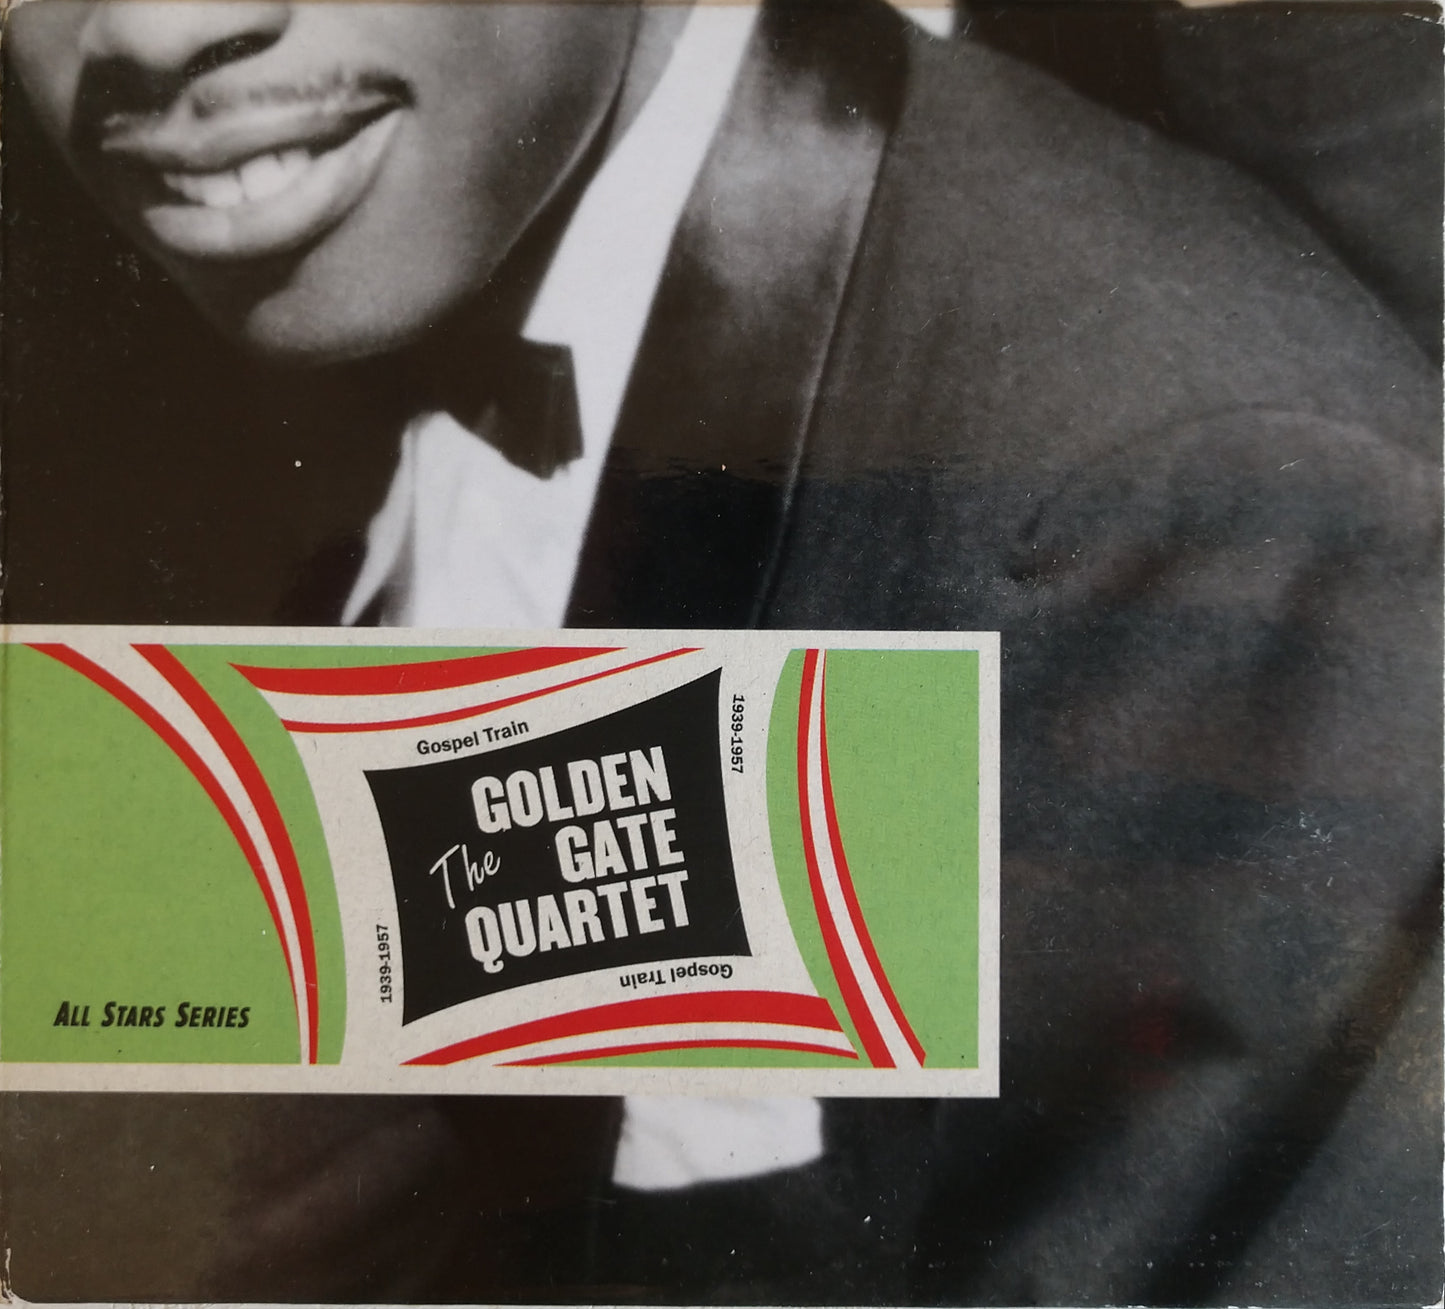 Gospel Train
1939-1957
GOLDEN
The GATE
QUARTET
1939-1957
Gospel Train
ALL STARS SERIES